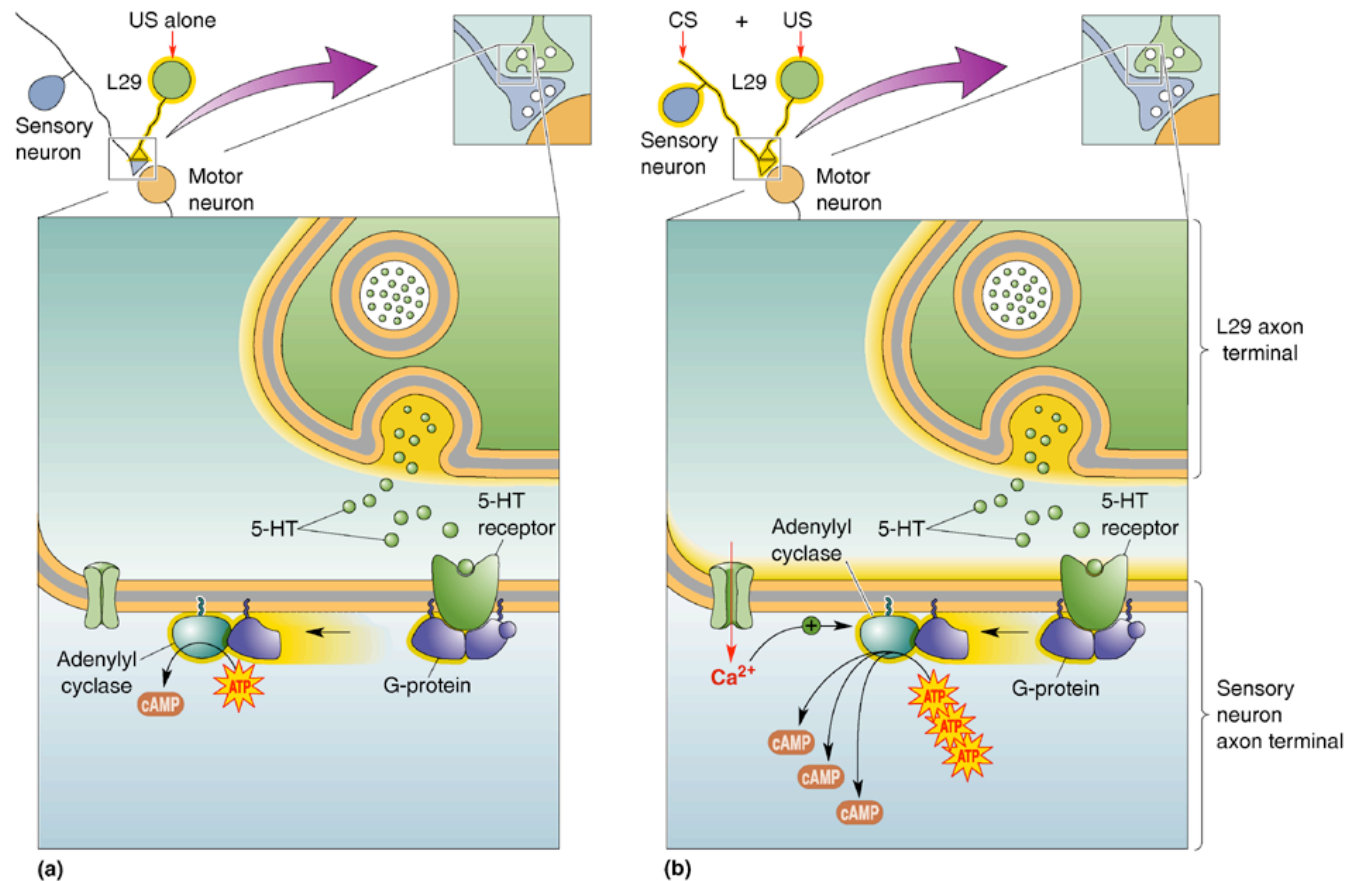 US alone
L29
Sensory
neuron
Motor
neuron
5-HT
5-HT
receptor
Adenylyl
cyclase
cAMP
ATP
G-protein
(a)
CS + US
L29
Sensory
neuron
Motor
neuron
L29 axon
terminal
Adenylyl
cyclase
5-HT
5-HT
receptor
+
Ca²⁺
G-protein
ATP
ATP
ATP
cAMP
cAMP
cAMP
Sensory
neuron
axon terminal
(b)